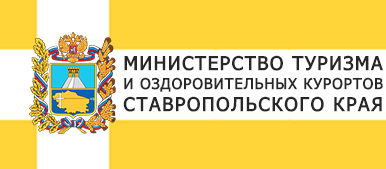 МИНИСТЕРСТВО ТУРИЗМА
И ОЗДОРОВИТЕЛЬНЫХ КУРОРТОВ
СТАВРОПОЛЬСКОГО КРАЯ